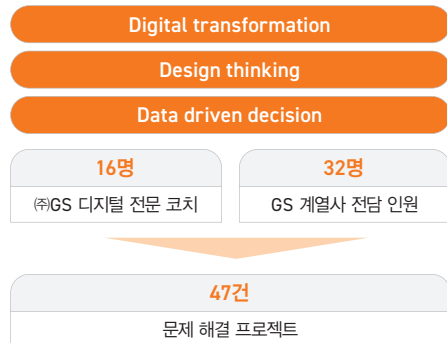 Digital transformation
Design thinking
Data driven decision
16명
㈜GS 디지털 전문 코치
32명
GS 계열사 전담 인원
47건
문제 해결 프로젝트